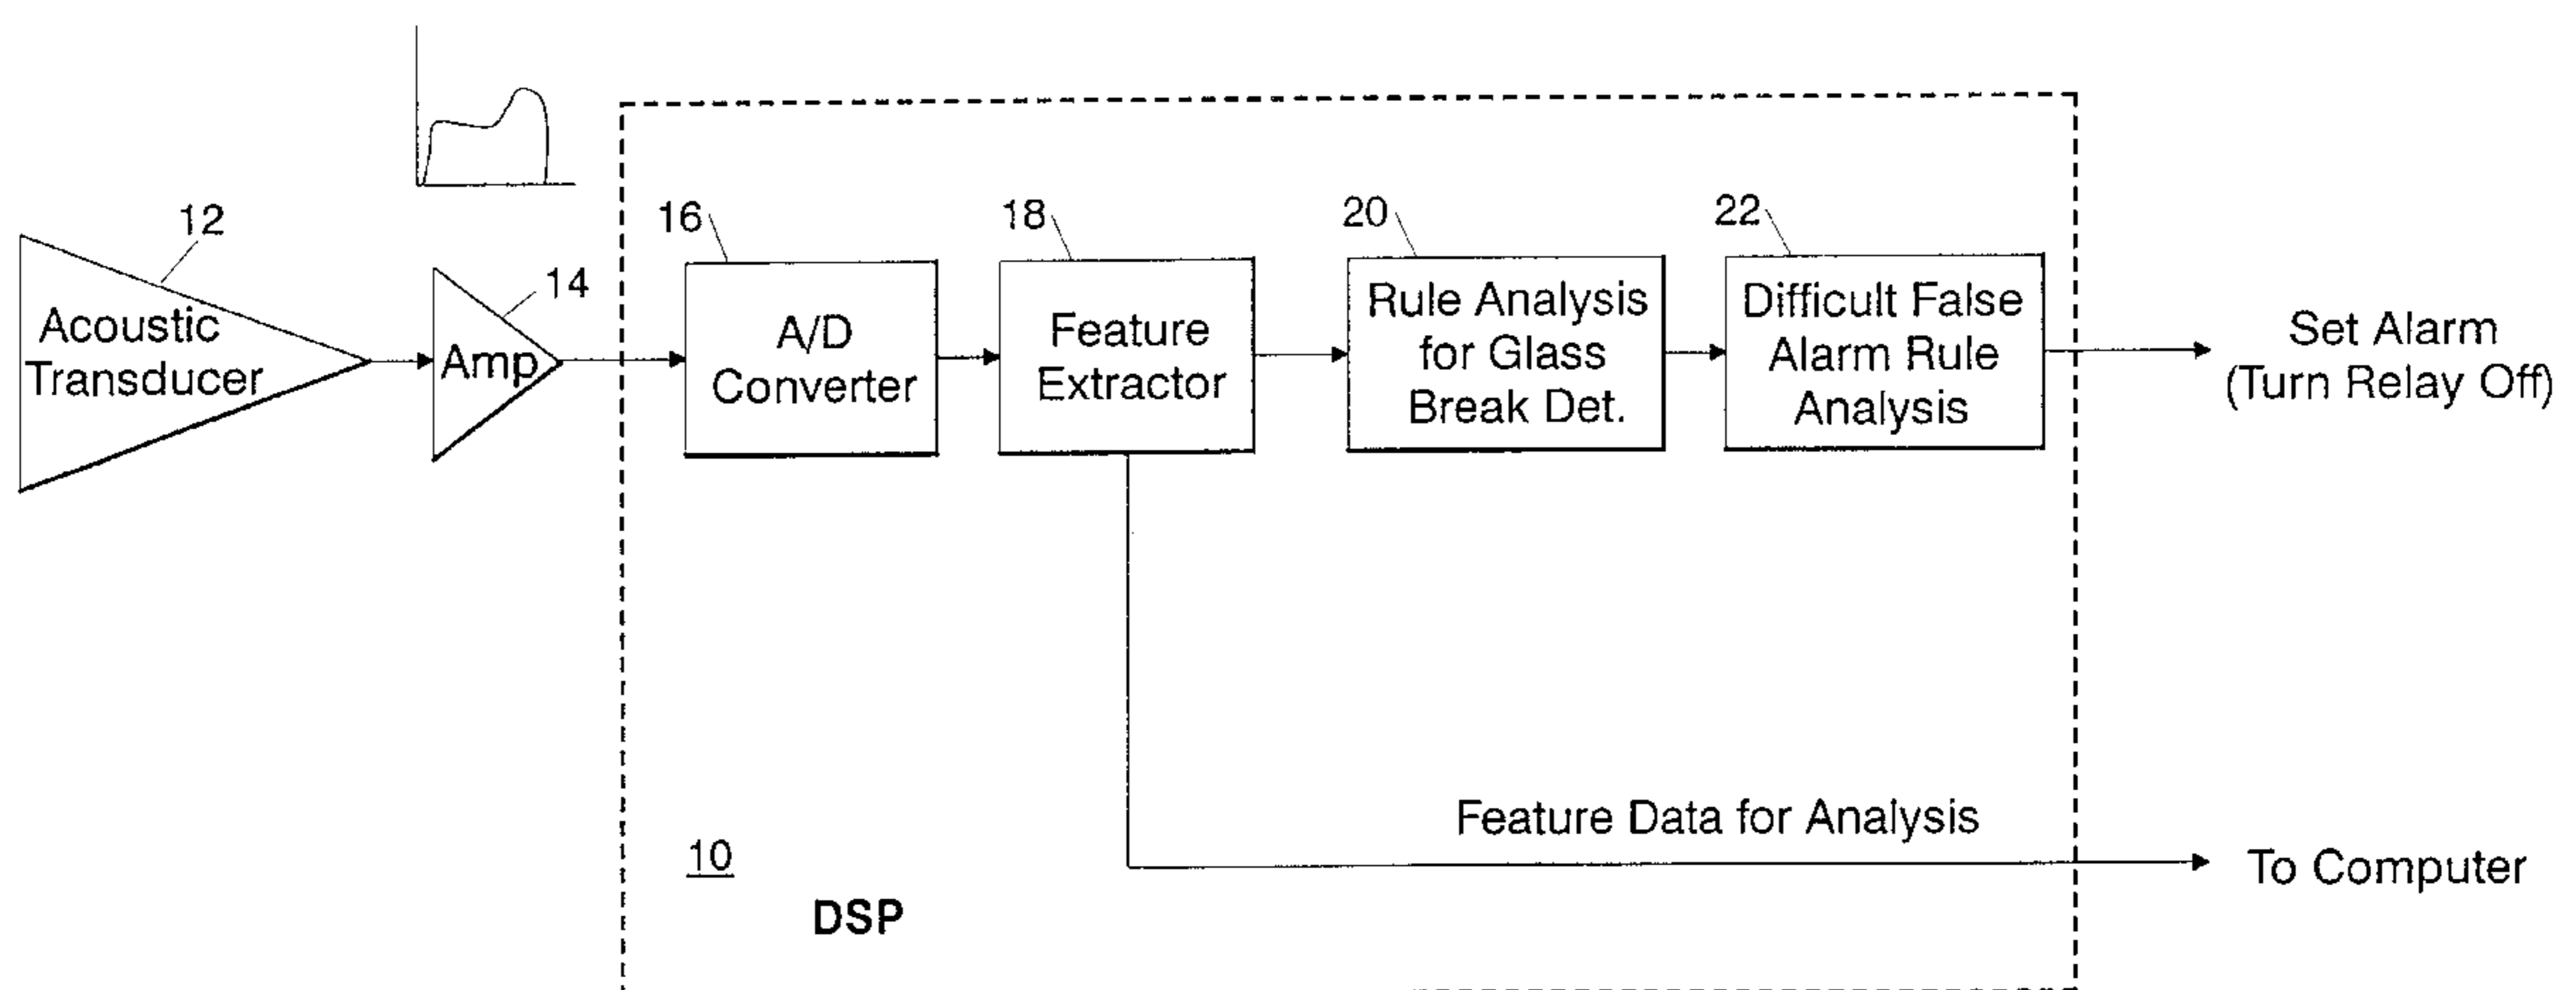 12
14
16
18
20
22
Acoustic
Transducer
Amp
A/D
Converter
Feature
Extractor
Rule Analysis
for Glass
Break Det.
Difficult False
Alarm Rule
Analysis
Set Alarm
(Turn Relay Off)
Feature Data for Analysis
To Computer
10
DSP